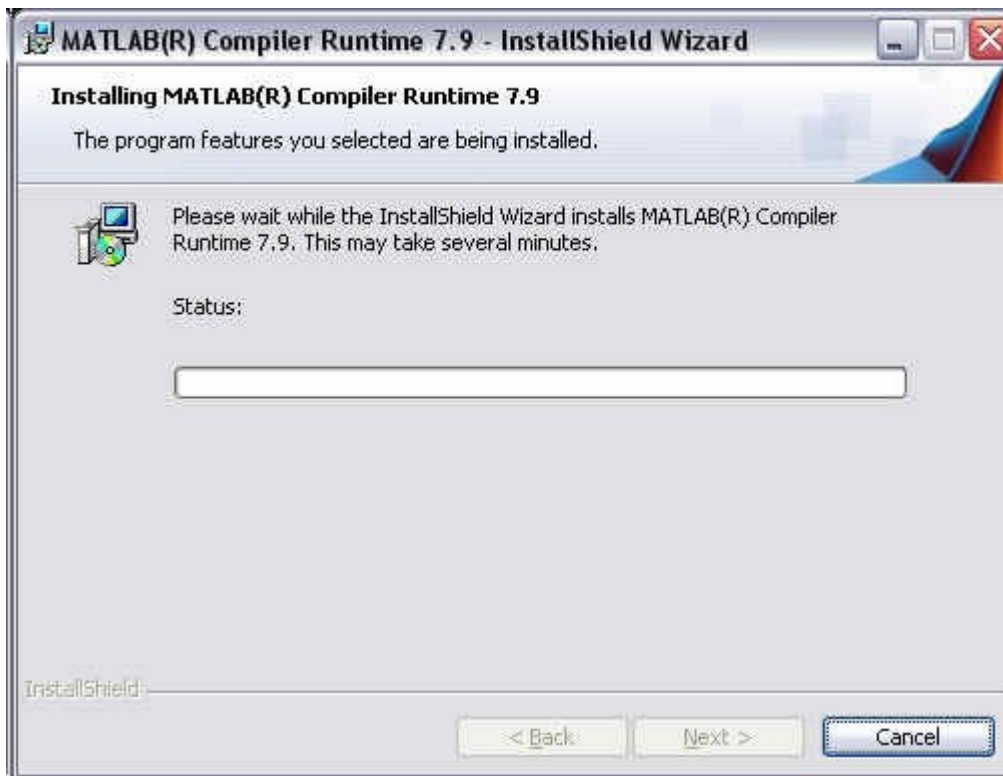 MATLAB(R) Compiler Runtime 7.9 - InstallShield Wizard
Installing MATLAB(R) Compiler Runtime 7.9
The program features you selected are being installed.
Please wait while the InstallShield Wizard installs MATLAB(R) Compiler
Runtime 7.9. This may take several minutes.
Status:
InstallShield
< Back
Next >
Cancel